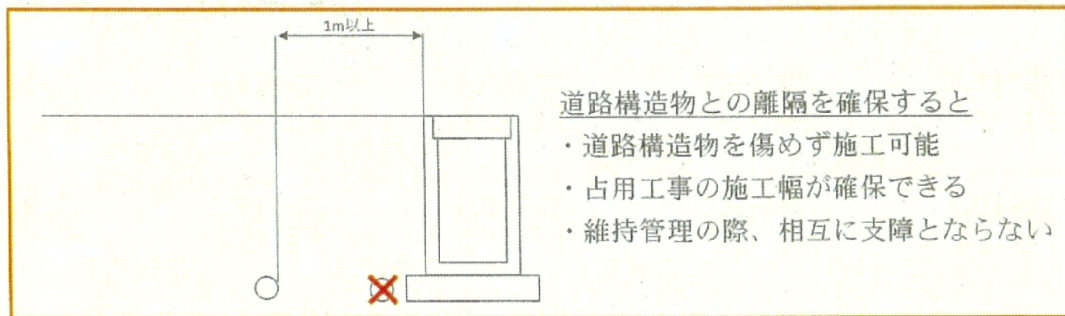 1m以上
道路構造物との離隔を確保すると
・道路構造物を傷めず施工可能
・占用工事の施工幅が確保できる
・維持管理の際、相互に支障とならない